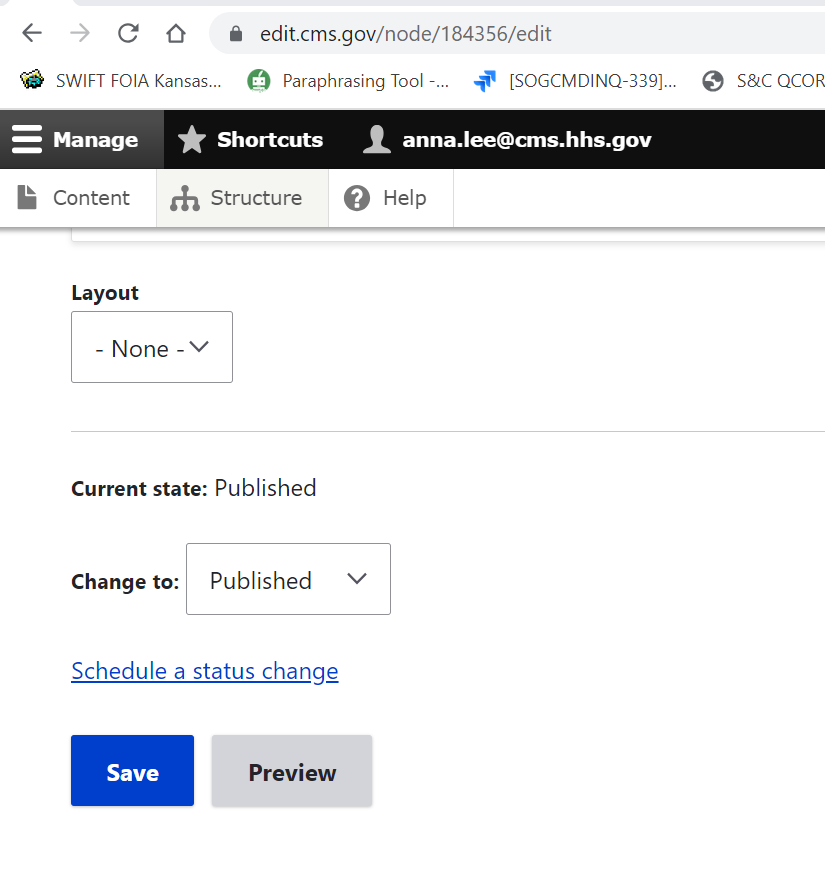 edit.cms.gov/node/184356/edit
SWIFT FOIA Kansas... Paraphrasing Tool -... [SOGCMDINQ-339]... S&C QCOR
Manage Shortcuts anna.lee@cms.hhs.gov
Content Structure Help
Layout
- None -
Current state: Published
Change to: Published
Schedule a status change
Save Preview